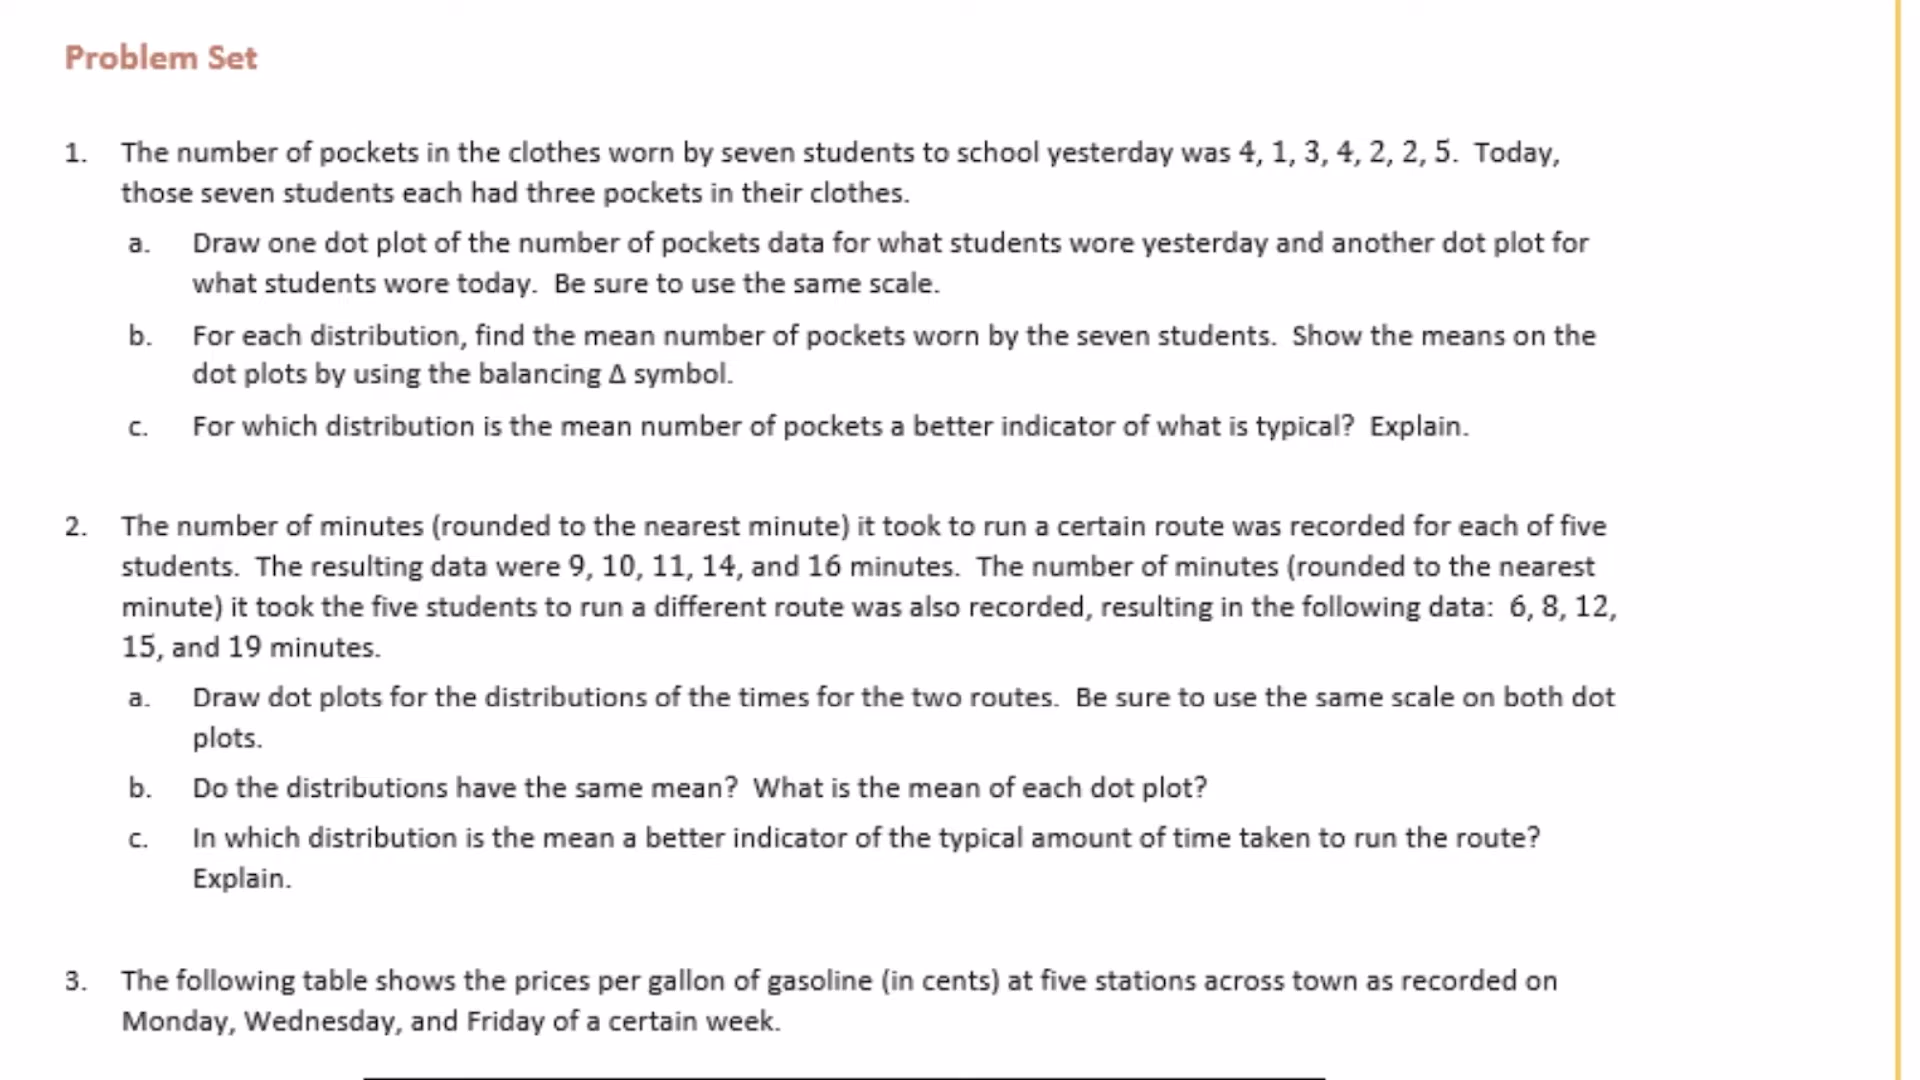 Problem Set
1. The number of pockets in the clothes worn by seven students to school yesterday was 4, 1, 3, 4, 2, 2, 5. Today,
those seven students each had three pockets in their clothes.
a. Draw one dot plot of the number of pockets data for what students wore yesterday and another dot plot for
what students wore today. Be sure to use the same scale.
b. For each distribution, find the mean number of pockets worn by the seven students. Show the means on the
dot plots by using the balancing Δ symbol.
c. For which distribution is the mean number of pockets a better indicator of what is typical? Explain.
2. The number of minutes (rounded to the nearest minute) it took to run a certain route was recorded for each of five
students. The resulting data were 9, 10, 11, 14, and 16 minutes. The number of minutes (rounded to the nearest
minute) it took the five students to run a different route was also recorded, resulting in the following data: 6, 8, 12,
15, and 19 minutes.
a. Draw dot plots for the distributions of the times for the two routes. Be sure to use the same scale on both dot
plots.
b. Do the distributions have the same mean? What is the mean of each dot plot?
c. In which distribution is the mean a better indicator of the typical amount of time taken to run the route?
Explain.
3. The following table shows the prices per gallon of gasoline (in cents) at five stations across town as recorded on
Monday, Wednesday, and Friday of a certain week.